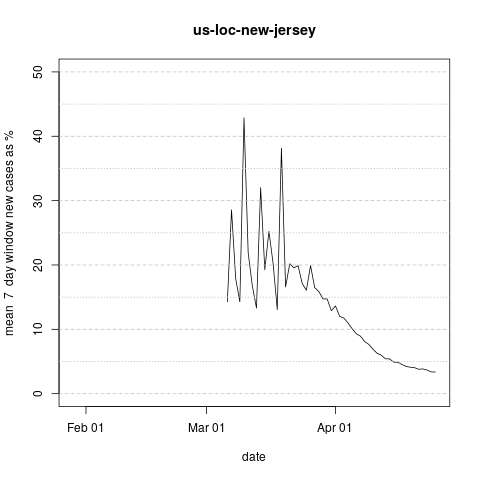 us-loc-new-jersey
mean 7 day window new cases as %
50
40
30
20
10
0
Feb 01
Mar 01
Apr 01
date